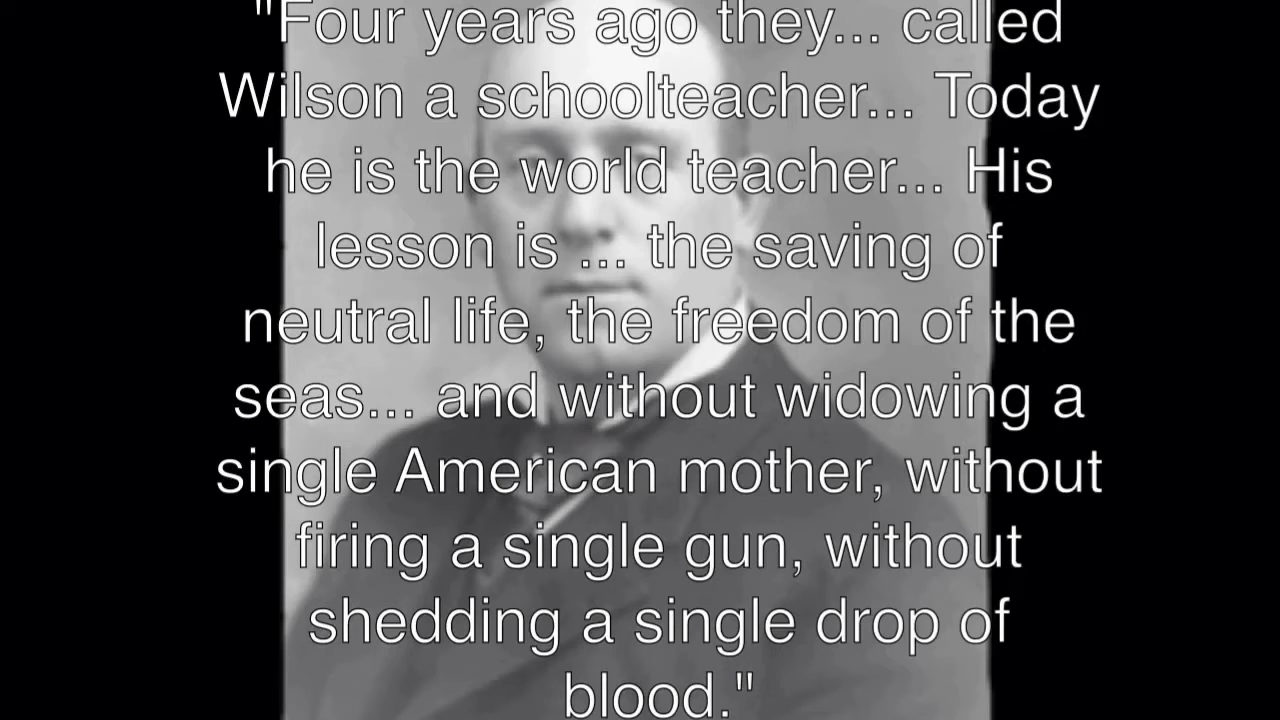 "Four years ago they... called
Wilson a schoolteacher... Today
he is the world teacher... His
lesson is ... the saving of
neutral life, the freedom of the
seas... and without widowing a
single American mother, without
firing a single gun, without
shedding a single drop of
blood."